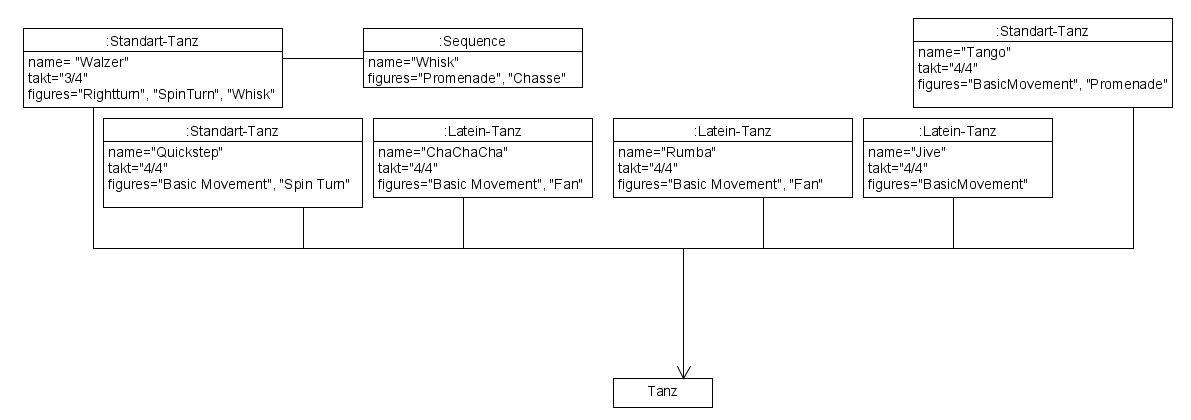 :Standart-Tanz
name= "Walzer"
takt="3/4"
figures="Rightturn", "SpinTurn", "Whisk"
:Sequence
name="Whisk"
figures="Promenade", "Chasse"
:Standart-Tanz
name="Tango"
takt="4/4"
figures="BasicMovement", "Promenade"
:Standart-Tanz
name="Quickstep"
takt="4/4"
figures="Basic Movement", "Spin Turn"
:Latein-Tanz
name="ChaChaCha"
takt="4/4"
figures="Basic Movement", "Fan"
:Latein-Tanz
name="Rumba"
takt="4/4"
figures="Basic Movement", "Fan"
:Latein-Tanz
name="Jive"
takt="4/4"
figures="BasicMovement"
Tanz